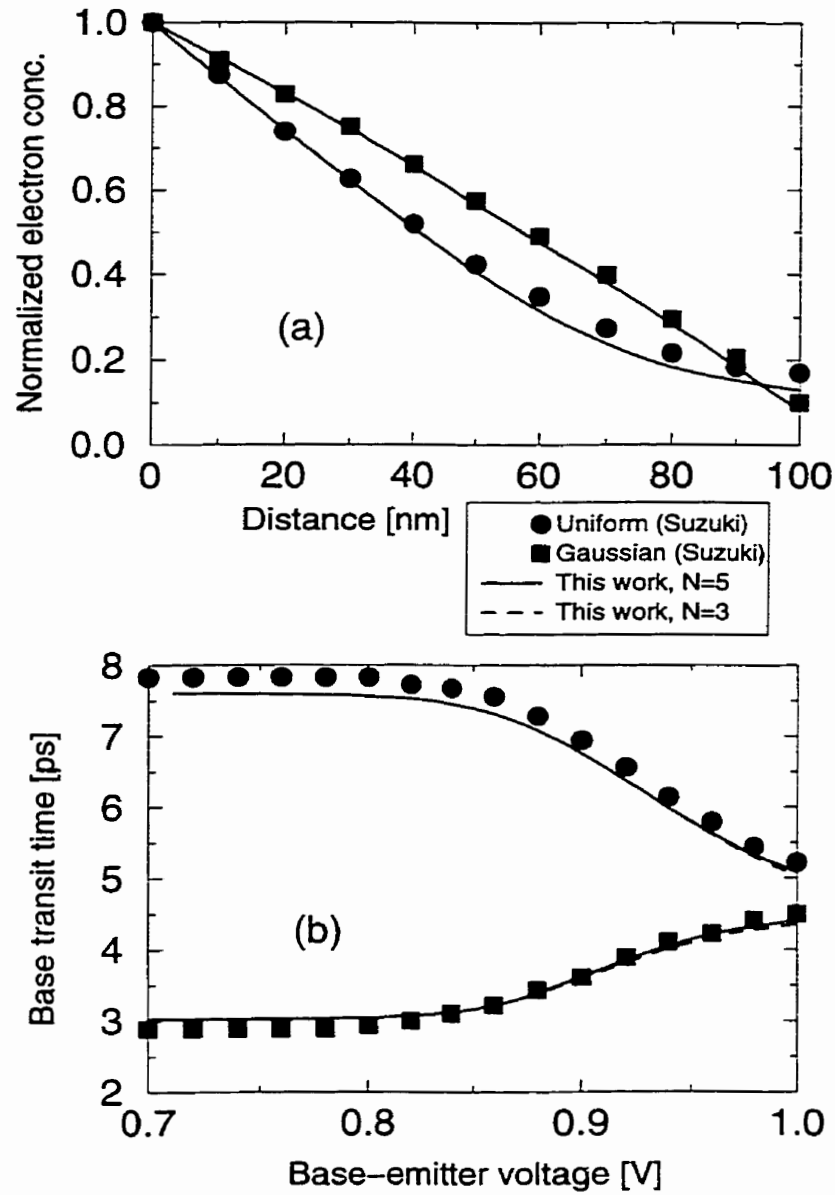 1.0
0.8
0.6
0.4
0.2
0.0
Normalized electron conc.
(a)
0 20 40 60 80 100
Distance [nm]
Uniform (Suzuki)
Gaussian (Suzuki)
This work, N=5
This work, N=3
8
7
6
5
4
3
2
Base transit time [ps]
(b)
0.7 0.8 0.9 1.0
Base–emitter voltage [V]